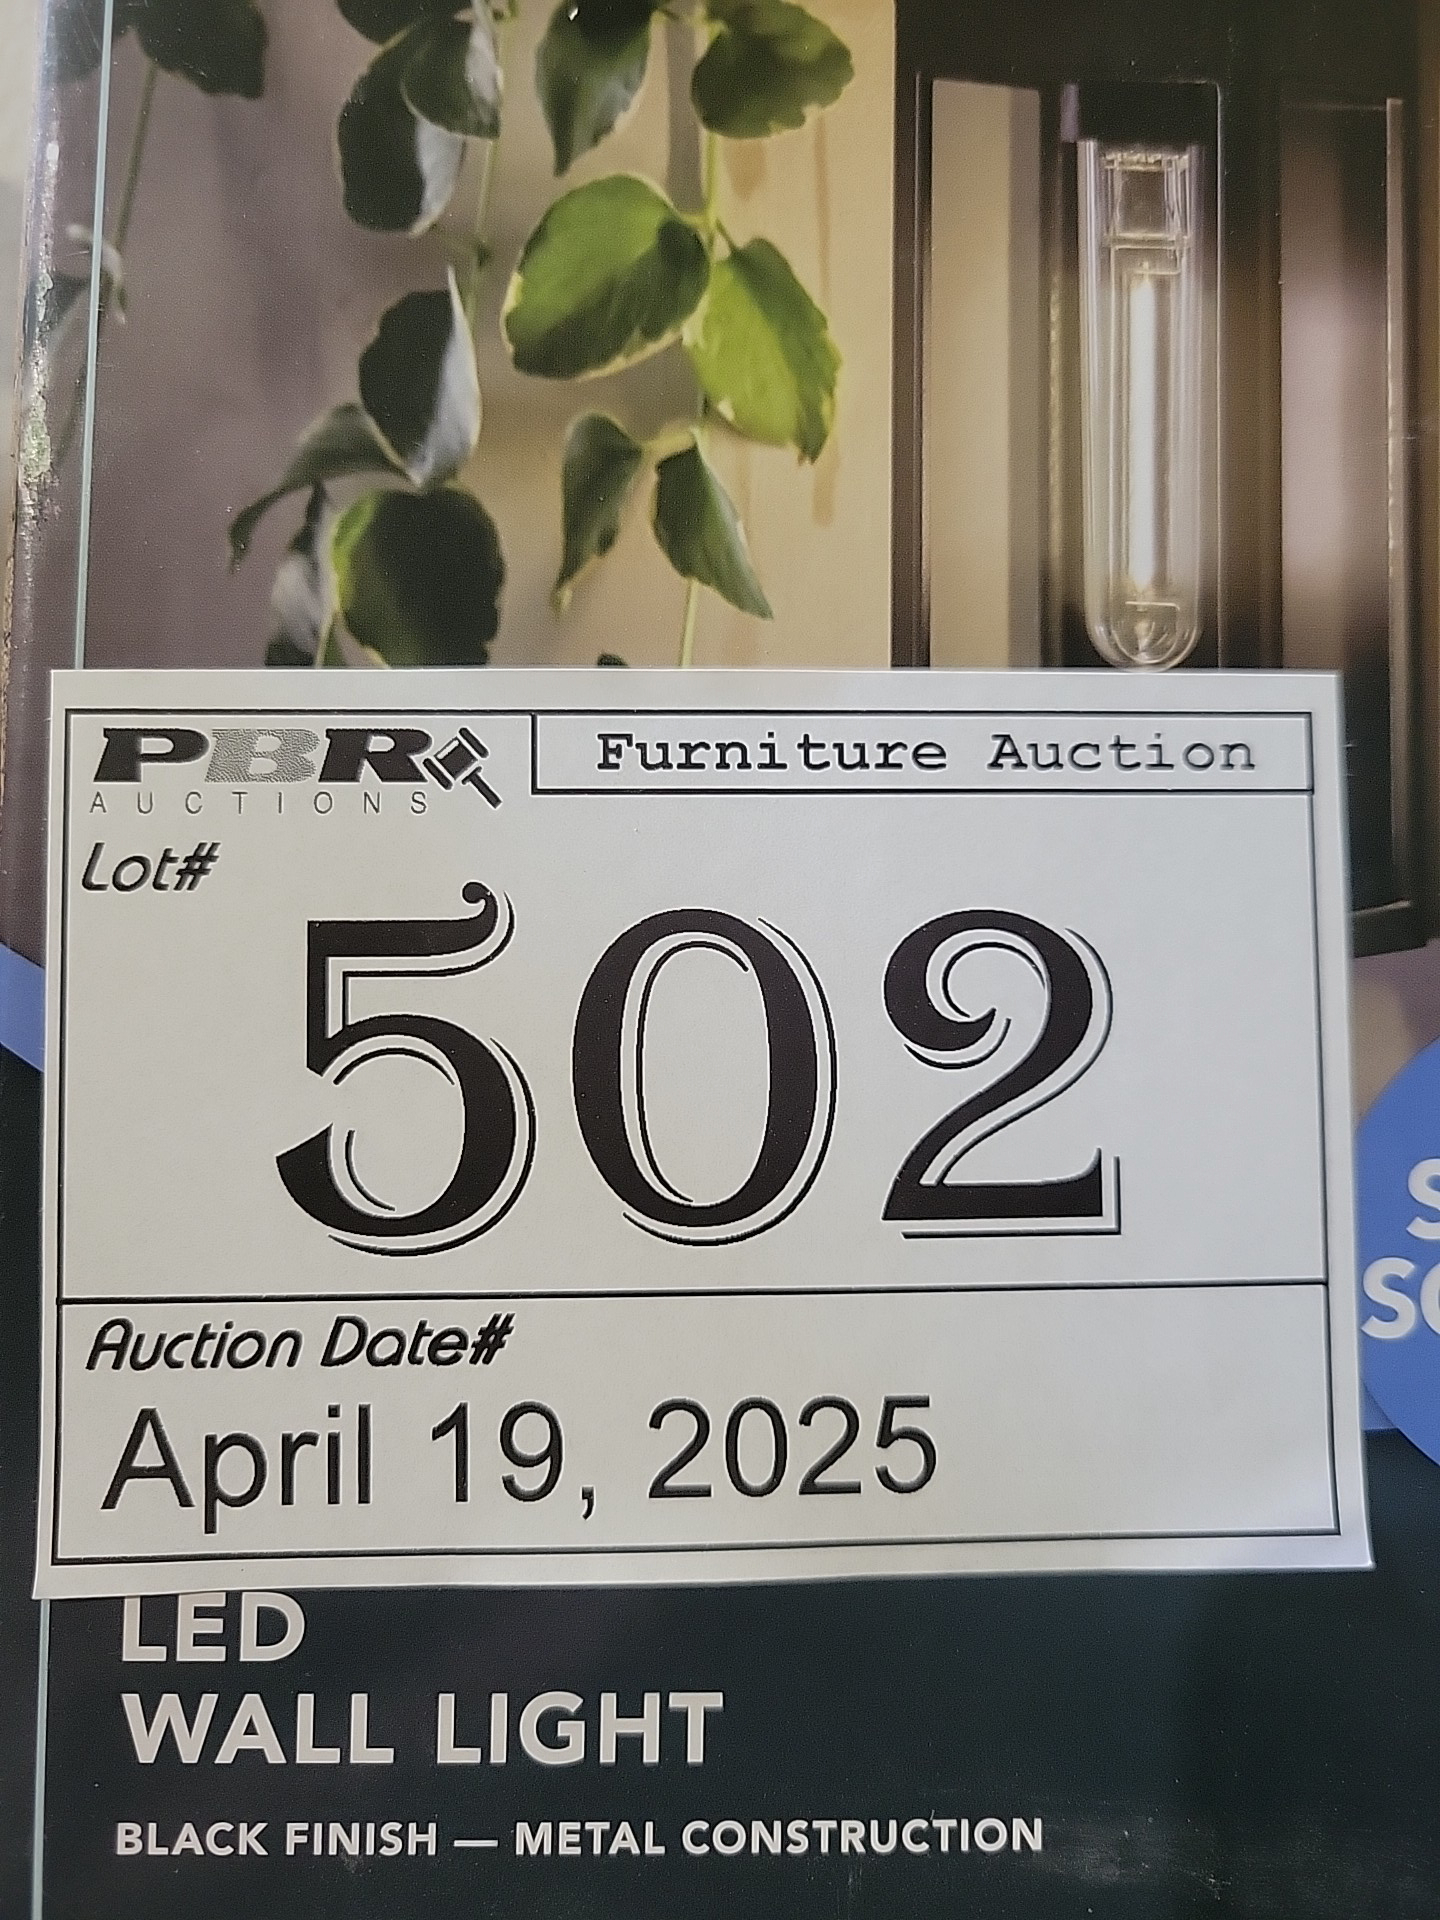 PBR
AUCTIONS
Furniture Auction
Lot#
502
Auction Date#
April 19, 2025
LED
WALL LIGHT
BLACK FINISH — METAL CONSTRUCTION